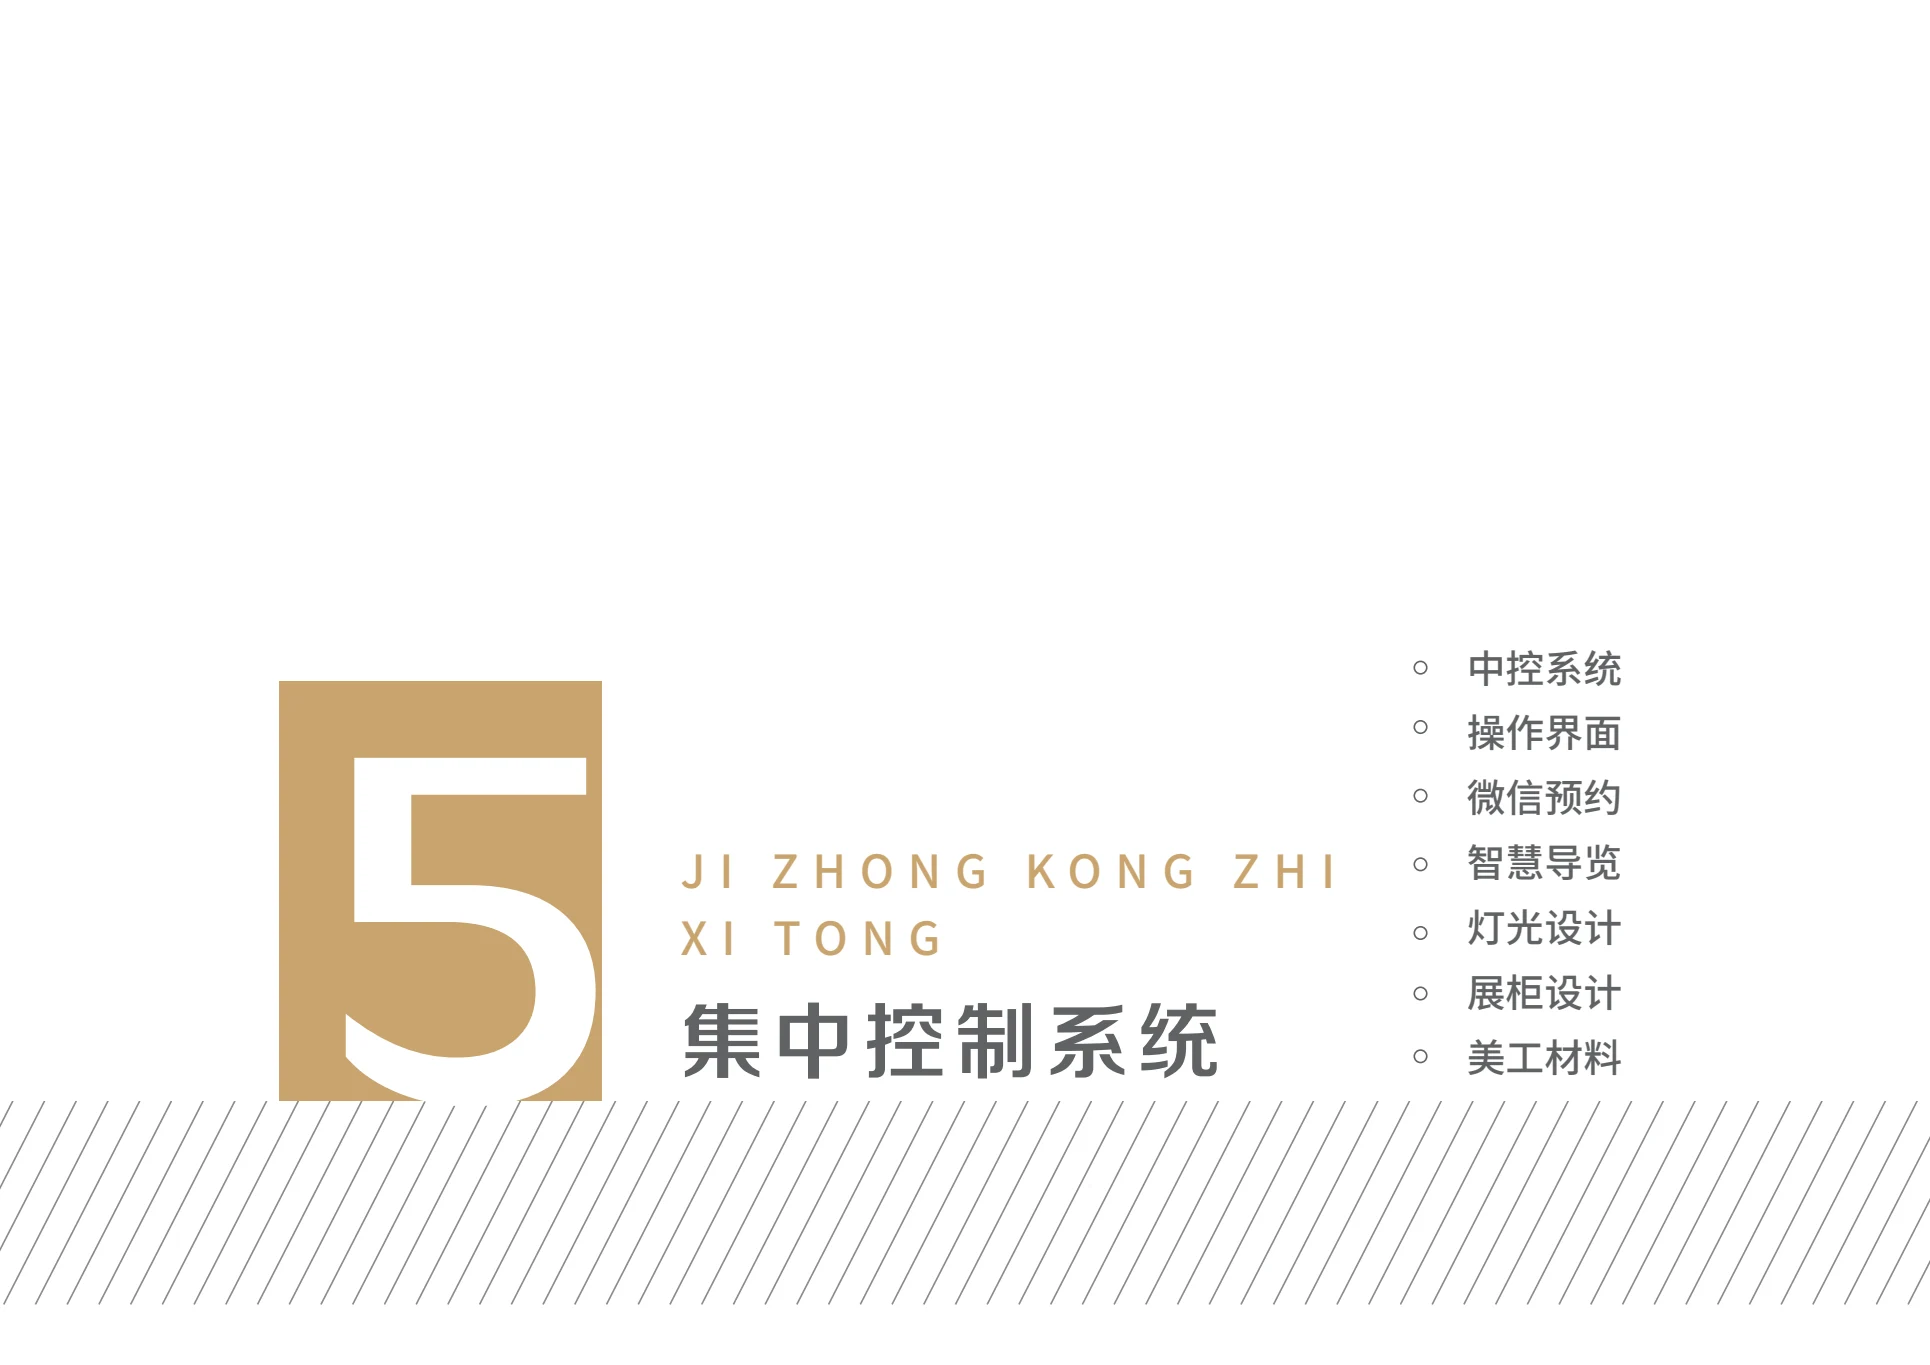 5
JI ZHONG KONG ZHI
XI TONG
集中控制系统
中控系统
操作界面
微信预约
智慧导览
灯光设计
展柜设计
美工材料